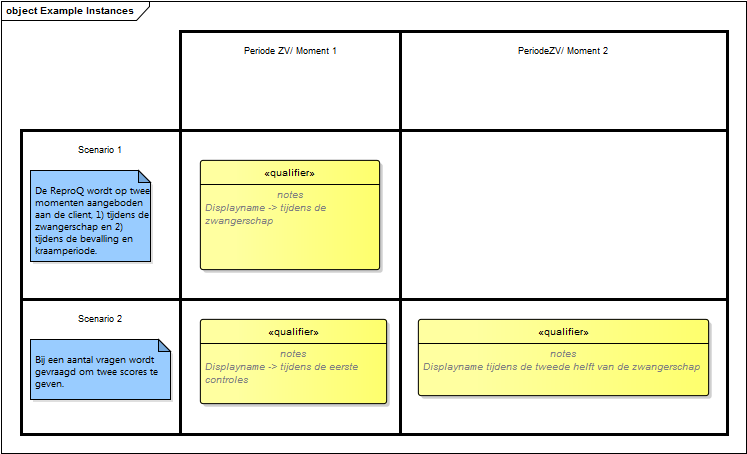 object Example Instances
Periode ZV/ Moment 1
PeriodeZV/ Moment 2
Scenario 1
De ReproQ wordt op twee
momenten aangeboden
aan de client, 1) tijdens de
zwangerschap en 2)
tijdens de bevalling en
kraamperiode.
«qualifier»
notes
Displayname -> tijdens de
zwangerschap
Scenario 2
Bij een aantal vragen wordt
gevraagd om twee scores te
geven.
«qualifier»
notes
Displayname -> tijdens de eerste
controles
«qualifier»
notes
Displayname tijdens de tweede helft van de zwangerschap